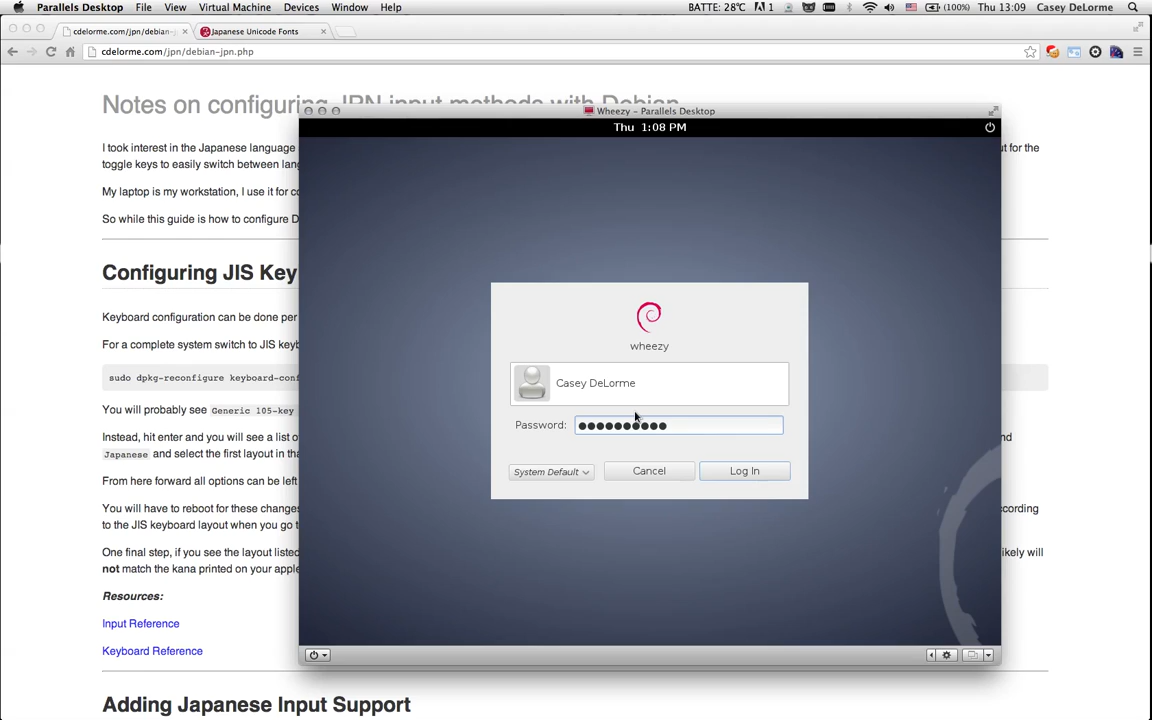 Parallels Desktop File View Virtual Machine Devices Window Help BATTE: 28℃ 1 (100%) Thu 13:09 Casey DeLorme
cdelorme.com/jpn/debian- × Japanese Unicode Fonts ×
cdelorme.com/jpn/debian-jpn.php
Notes on configuring JPN input methods with Debian
Wheezy – Parallels Desktop
Thu 1:08 PM
I took interest in the Japanese language
ut for the
toggle keys to easily switch between lan
My laptop is my workstation, I use it for c
So while this guide is how to configure D
Configuring JIS Key
Keyboard configuration can be done per
For a complete system switch to JIS keyb
sudo dpkg-reconfigure keyboard-conf
You will probably see Generic 105-key
Instead, hit enter and you will see a list o
and
Japanese and select the first layout in tha
From here forward all options can be left
You will have to reboot for these changes
ccording
to the JIS keyboard layout when you go t
One final step, if you see the layout listed
ikely will
not match the kana printed on your apple
Resources:
Input Reference
Keyboard Reference
Adding Japanese Input Support
wheezy
Casey DeLorme
Password: ●●●●●●●●●●
System Default Cancel Log In